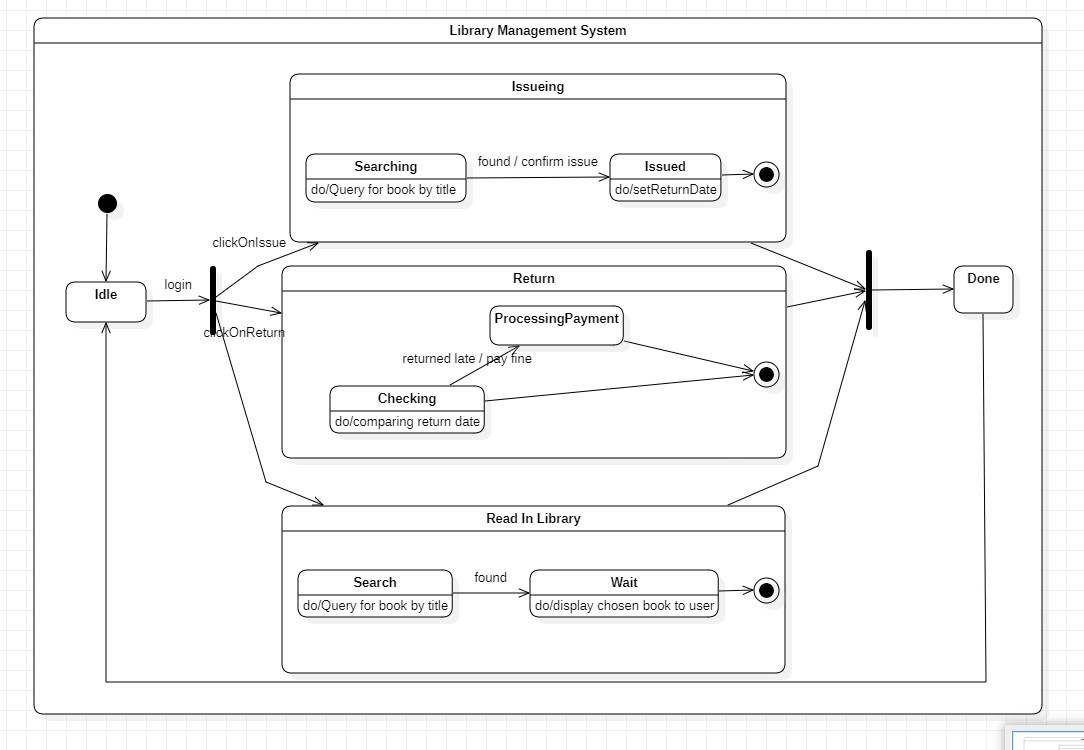 Library Management System
Issueing
Searching
do/Query for book by title
found / confirm issue
Issued
do/setReturnDate
clickOnIssue
Idle
login
clickOnReturn
Return
ProcessingPayment
returned late / pay fine
Checking
do/comparing return date
Done
Read In Library
Search
do/Query for book by title
found
Wait
do/display chosen book to user